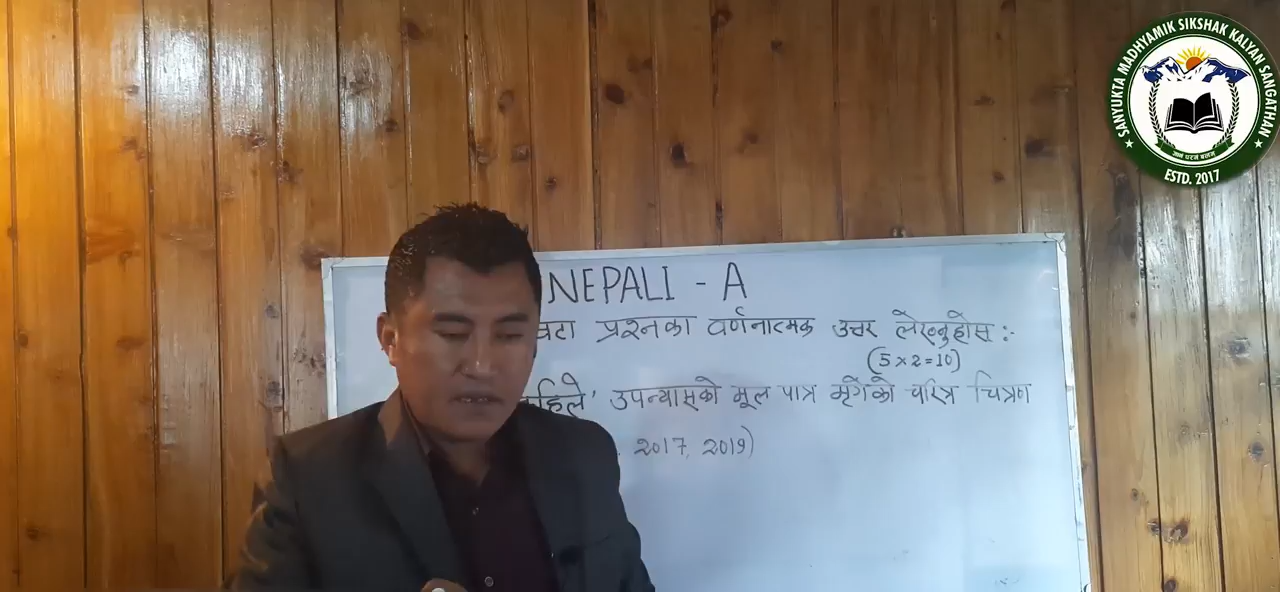 SANYUKTA MADHYAMIK SIKSHAK KALYAN SANGATHAN
ESTD. 2017
NEPALI - A
प्रश्नका वर्णनात्मक उत्तर लेख्नुहोस् :-
(5 x 2 = 10)
उपन्यासको मूल पात्र मृगेको चरित्र चित्रण
2017, 2019)